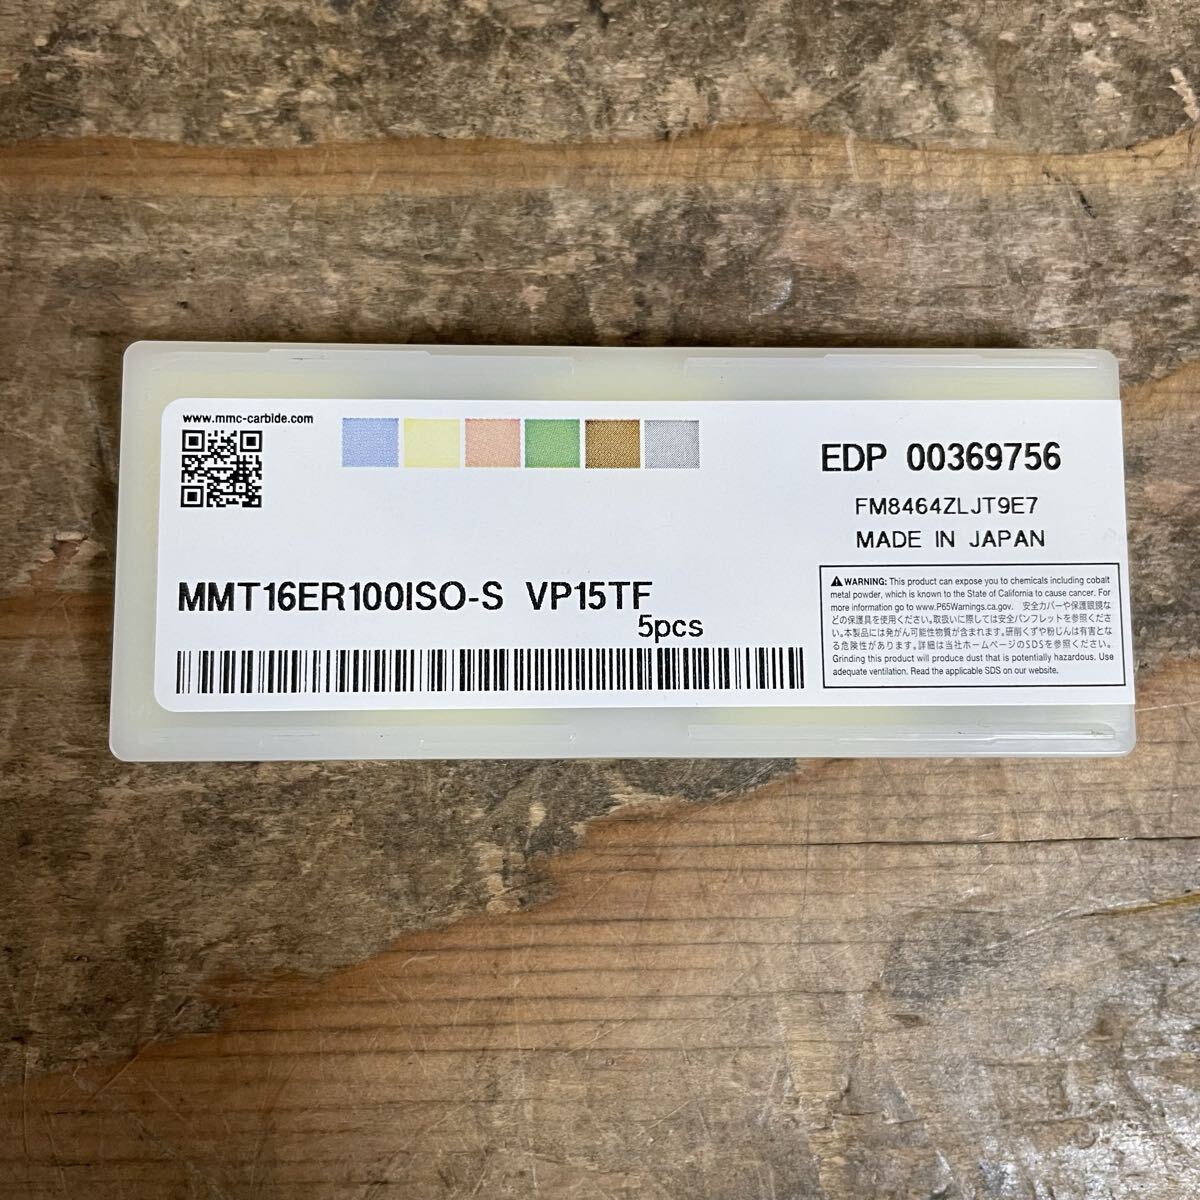 www.mmc-carbide.com
EDP 00369756
FM8464ZLJT9E7
MADE IN JAPAN
MMT16ER100ISO-S VP15TF
5pcs
⚠WARNING: This product can expose you to chemicals including cobalt
metal powder, which is known to the State of California to cause cancer. For
more information go to www.P65Warnings.ca.gov. 安全カバーや保護眼鏡な
どの保護具を使用ください。取扱いに際しては安全パンフレットを参照くださ
い。本製品には発がん可能性物質が含まれます。研削くずや粉じんは有害とな
る危険性があります。詳細は当社ホームページのSDSを参照ください。
Grinding this product will produce dust that is potentially hazardous. Use
adequate ventilation. Read the applicable SDS on our website.